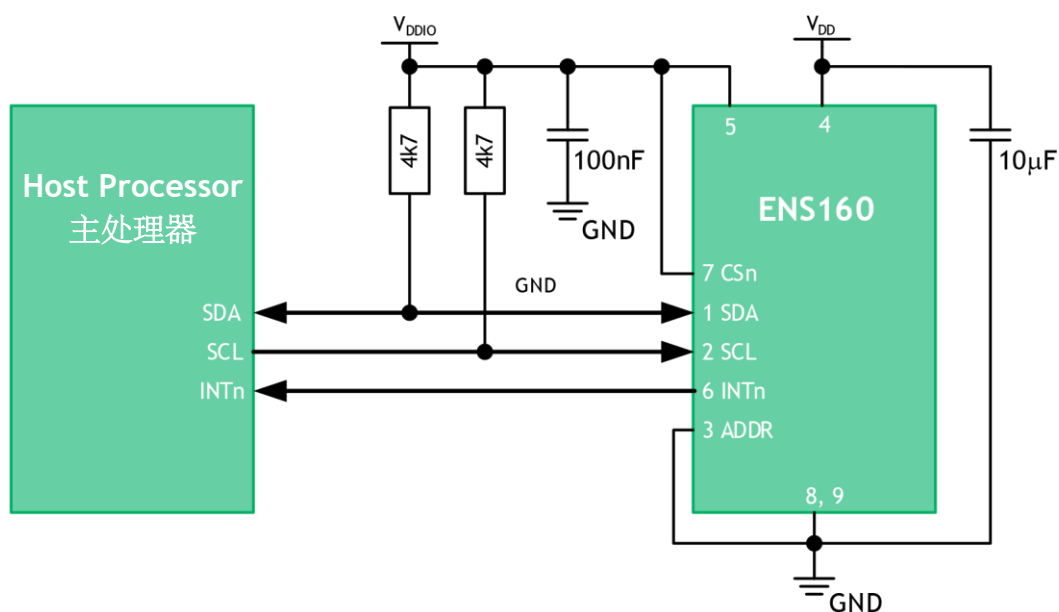 VDDIO
VDD
5
4
4k7
4k7
100nF
10μF
GND
Host Processor
主处理器
ENS160
7 CSn
GND
SDA
1 SDA
SCL
2 SCL
INTn
6 INTn
3 ADDR
8, 9
GND